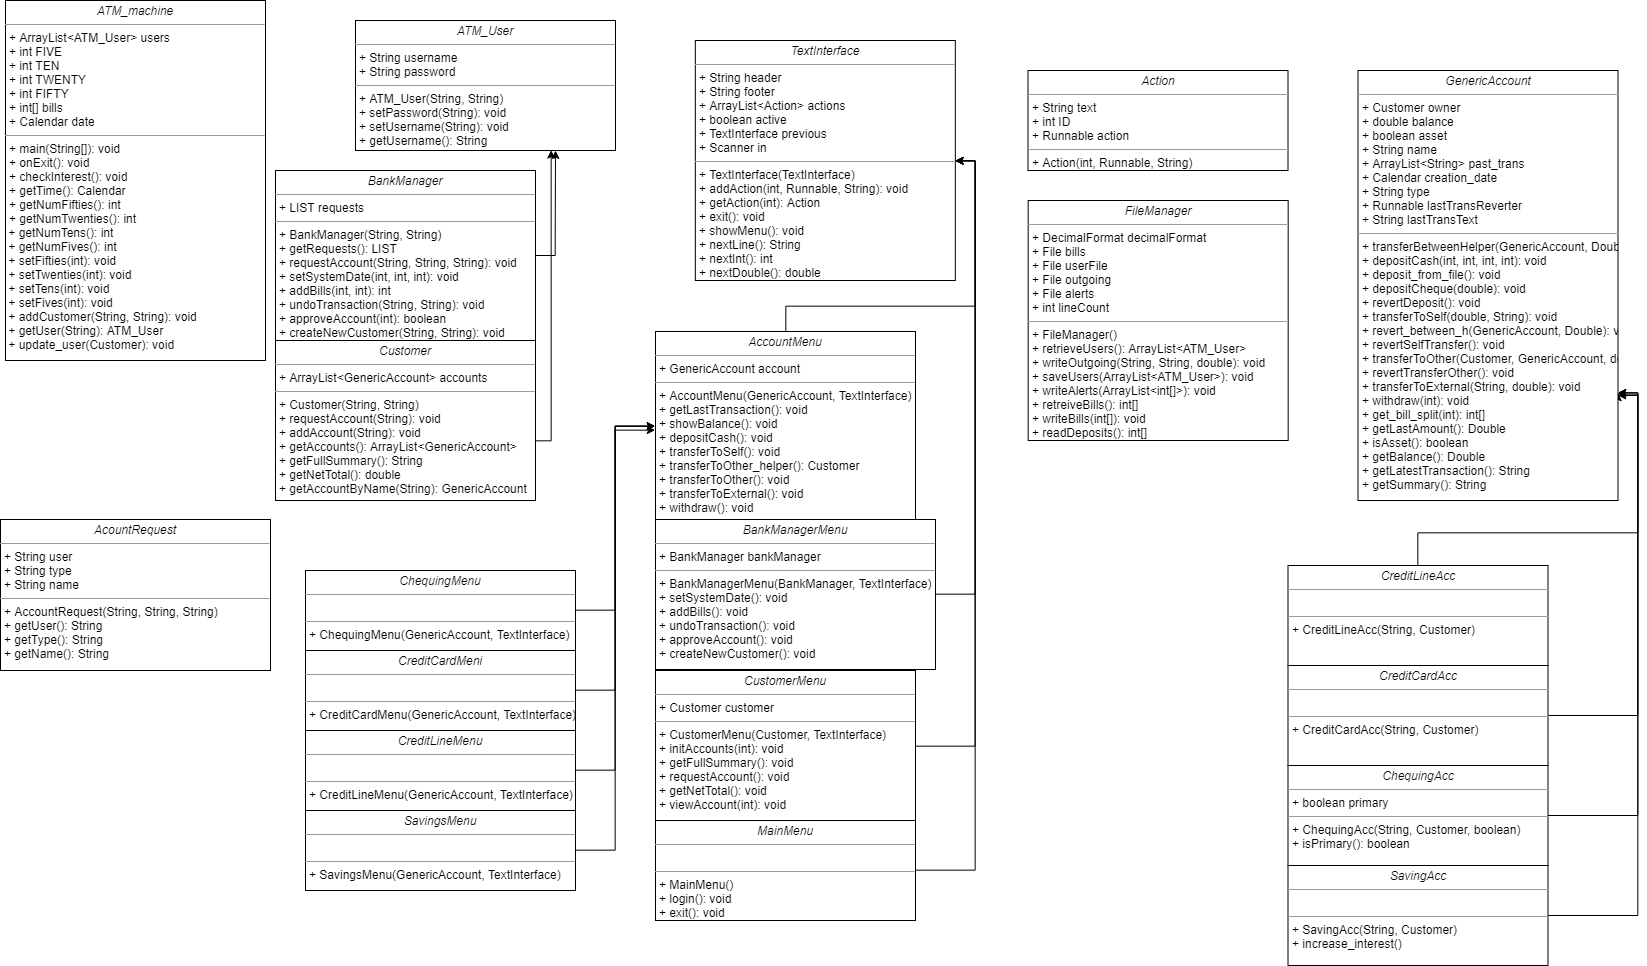 ATM_machine
+ ArrayList<ATM_User> users
+ int FIVE
+ int TEN
+ int TWENTY
+ int FIFTY
+ int[] bills
+ Calendar date
+ main(String[]): void
+ onExit(): void
+ checkInterest(): void
+ getTime(): Calendar
+ getNumFifties(): int
+ getNumTwenties(): int
+ getNumTens(): int
+ getNumFives(): int
+ setFifties(int): void
+ setTwenties(int): void
+ setTens(int): void
+ setFives(int): void
+ addCustomer(String, String): void
+ getUser(String): ATM_User
+ update_user(Customer): void
ATM_User
+ String username
+ String password
+ ATM_User(String, String)
+ setPassword(String): void
+ setUsername(String): void
+ getUsername(): String
BankManager
+ LIST requests
+ BankManager(String, String)
+ getRequests(): LIST
+ requestAccount(String, String, String): void
+ setSystemDate(int, int, int): void
+ addBills(int, int): int
+ undoTransaction(String, String): void
+ approveAccount(int): boolean
+ createNewCustomer(String, String): void
Customer
+ ArrayList<GenericAccount> accounts
+ Customer(String, String)
+ requestAccount(String): void
+ addAccount(String): void
+ getAccounts(): ArrayList<GenericAccount>
+ getFullSummary(): String
+ getNetTotal(): double
+ getAccountByName(String): GenericAccount
AcountRequest
+ String user
+ String type
+ String name
+ AccountRequest(String, String, String)
+ getUser(): String
+ getType(): String
+ getName(): String
ChequingMenu
+ ChequingMenu(GenericAccount, TextInterface)
CreditCardMeni
+ CreditCardMenu(GenericAccount, TextInterface)
CreditLineMenu
+ CreditLineMenu(GenericAccount, TextInterface)
SavingsMenu
+ SavingsMenu(GenericAccount, TextInterface)
TextInterface
+ String header
+ String footer
+ ArrayList<Action> actions
+ boolean active
+ TextInterface previous
+ Scanner in
+ TextInterface(TextInterface)
+ addAction(int, Runnable, String): void
+ getAction(int): Action
+ exit(): void
+ showMenu(): void
+ nextLine(): String
+ nextInt(): int
+ nextDouble(): double
AccountMenu
+ GenericAccount account
+ AccountMenu(GenericAccount, TextInterface)
+ getLastTransaction(): void
+ showBalance(): void
+ depositCash(): void
+ transferToSelf(): void
+ transferToOther_helper(): Customer
+ transferToOther(): void
+ transferToExternal(): void
+ withdraw(): void
BankManagerMenu
+ BankManager bankManager
+ BankManagerMenu(BankManager, TextInterface)
+ setSystemDate(): void
+ addBills(): void
+ undoTransaction(): void
+ approveAccount(): void
+ createNewCustomer(): void
CustomerMenu
+ Customer customer
+ CustomerMenu(Customer, TextInterface)
+ initAccounts(int): void
+ getFullSummary(): void
+ requestAccount(): void
+ getNetTotal(): void
+ viewAccount(int): void
MainMenu
+ MainMenu()
+ login(): void
+ exit(): void
Action
+ String text
+ int ID
+ Runnable action
+ Action(int, Runnable, String)
FileManager
+ DecimalFormat decimalFormat
+ File bills
+ File userFile
+ File outgoing
+ File alerts
+ int lineCount
+ FileManager()
+ retrieveUsers(): ArrayList<ATM_User>
+ writeOutgoing(String, String, double): void
+ saveUsers(ArrayList<ATM_User>): void
+ writeAlerts(ArrayList<int[]>): void
+ retreiveBills(): int[]
+ writeBills(int[]): void
+ readDeposits(): int[]
GenericAccount
+ Customer owner
+ double balance
+ boolean asset
+ String name
+ ArrayList<String> past_trans
+ Calendar creation_date
+ String type
+ Runnable lastTransReverter
+ String lastTransText
+ transferBetweenHelper(GenericAccount, Doub
+ depositCash(int, int, int, int): void
+ deposit_from_file(): void
+ depositCheque(double): void
+ revertDeposit(): void
+ transferToSelf(double, String): void
+ revert_between_h(GenericAccount, Double): v
+ revertSelfTransfer(): void
+ transferToOther(Customer, GenericAccount, d
+ revertTransferOther(): void
+ transferToExternal(String, double): void
+ withdraw(int): void
+ get_bill_split(int): int[]
+ getLastAmount(): Double
+ isAsset(): boolean
+ getBalance(): Double
+ getLatestTransaction(): String
+ getSummary(): String
CreditLineAcc
+ CreditLineAcc(String, Customer)
CreditCardAcc
+ CreditCardAcc(String, Customer)
ChequingAcc
+ boolean primary
+ ChequingAcc(String, Customer, boolean)
+ isPrimary(): boolean
SavingAcc
+ SavingAcc(String, Customer)
+ increase_interest()